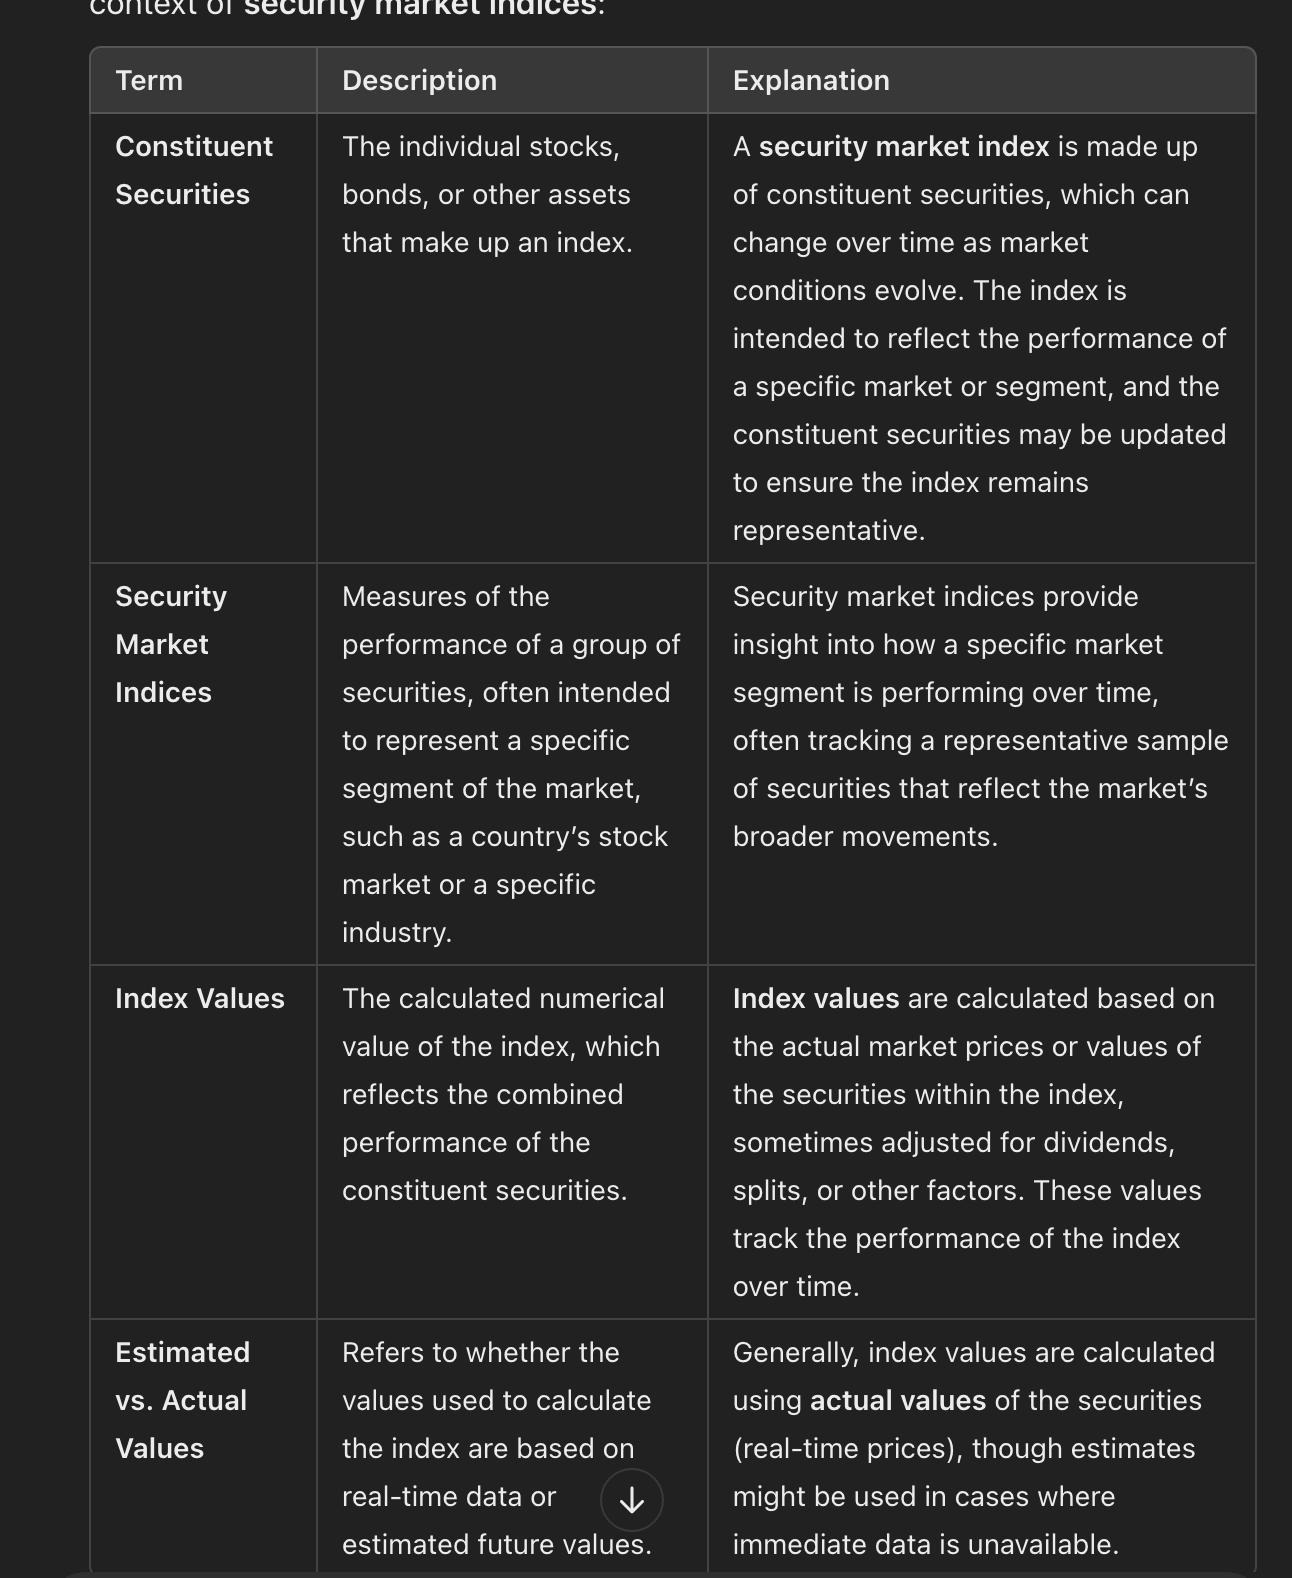 context of security market indices:
Term
Description
Explanation
Constituent
Securities
The individual stocks,
bonds, or other assets
that make up an index.
A security market index is made up
of constituent securities, which can
change over time as market
conditions evolve. The index is
intended to reflect the performance of
a specific market or segment, and the
constituent securities may be updated
to ensure the index remains
representative.
Security
Market
Indices
Measures of the
performance of a group of
securities, often intended
to represent a specific
segment of the market,
such as a country’s stock
market or a specific
industry.
Security market indices provide
insight into how a specific market
segment is performing over time,
often tracking a representative sample
of securities that reflect the market’s
broader movements.
Index Values
The calculated numerical
value of the index, which
reflects the combined
performance of the
constituent securities.
Index values are calculated based on
the actual market prices or values of
the securities within the index,
sometimes adjusted for dividends,
splits, or other factors. These values
track the performance of the index
over time.
Estimated
vs. Actual
Values
Refers to whether the
values used to calculate
the index are based on
real-time data or
estimated future values.
Generally, index values are calculated
using actual values of the securities
(real-time prices), though estimates
might be used in cases where
immediate data is unavailable.